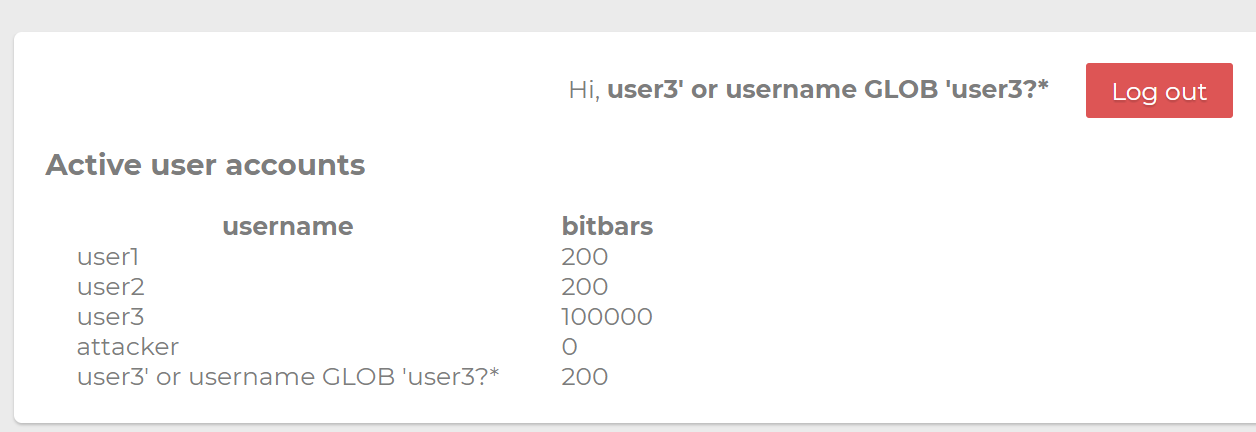 Hi, user3' or username GLOB 'user3?*
Log out
Active user accounts
username bitbars
user1 200
user2 200
user3 100000
attacker 0
user3' or username GLOB 'user3?* 200